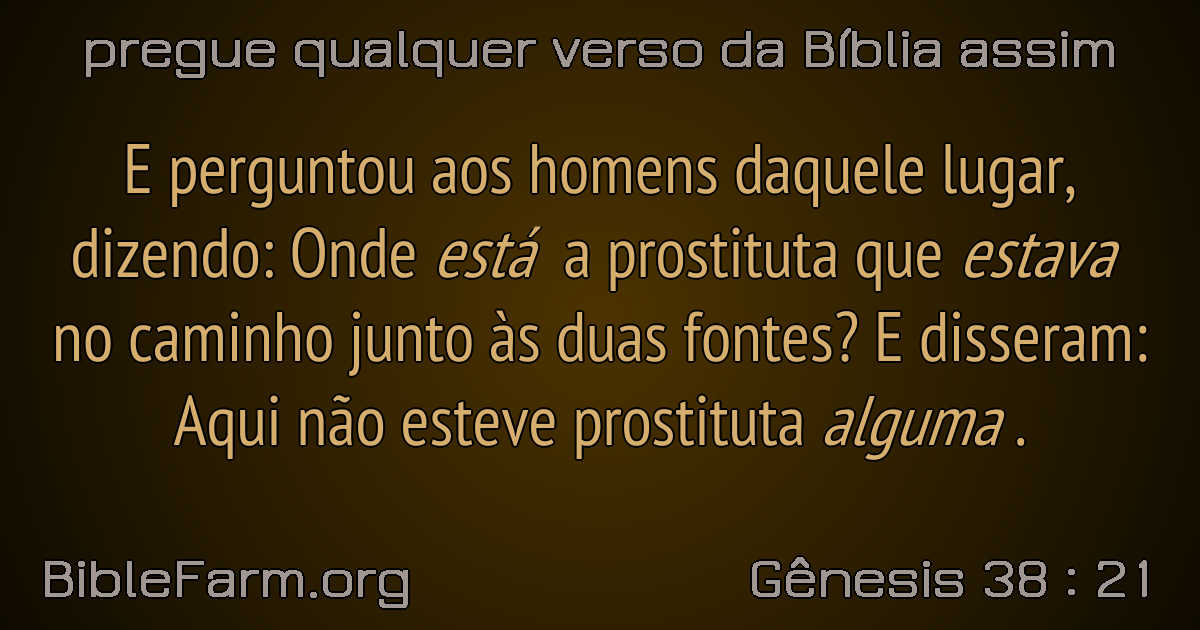 pregue qualquer verso da Bíblia assim
E perguntou aos homens daquele lugar,
dizendo: Onde está a prostituta que estava
no caminho junto às duas fontes? E disseram:
Aqui não esteve prostituta alguma .
BibleFarm.org
Gênesis 38 : 21